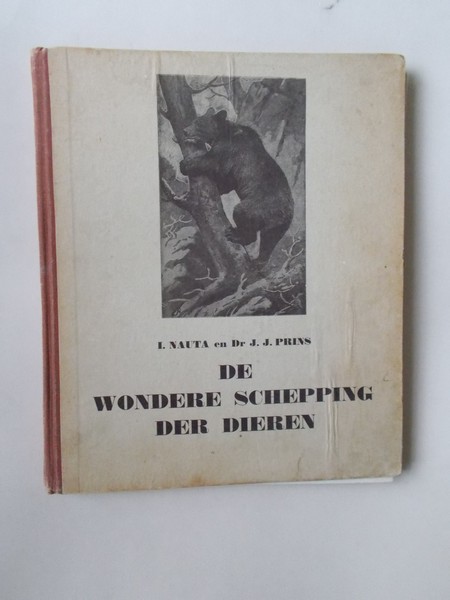 I. NAUTA en Dr J. J. PRINS
DE
WONDERE SCHEPPING
DER DIEREN